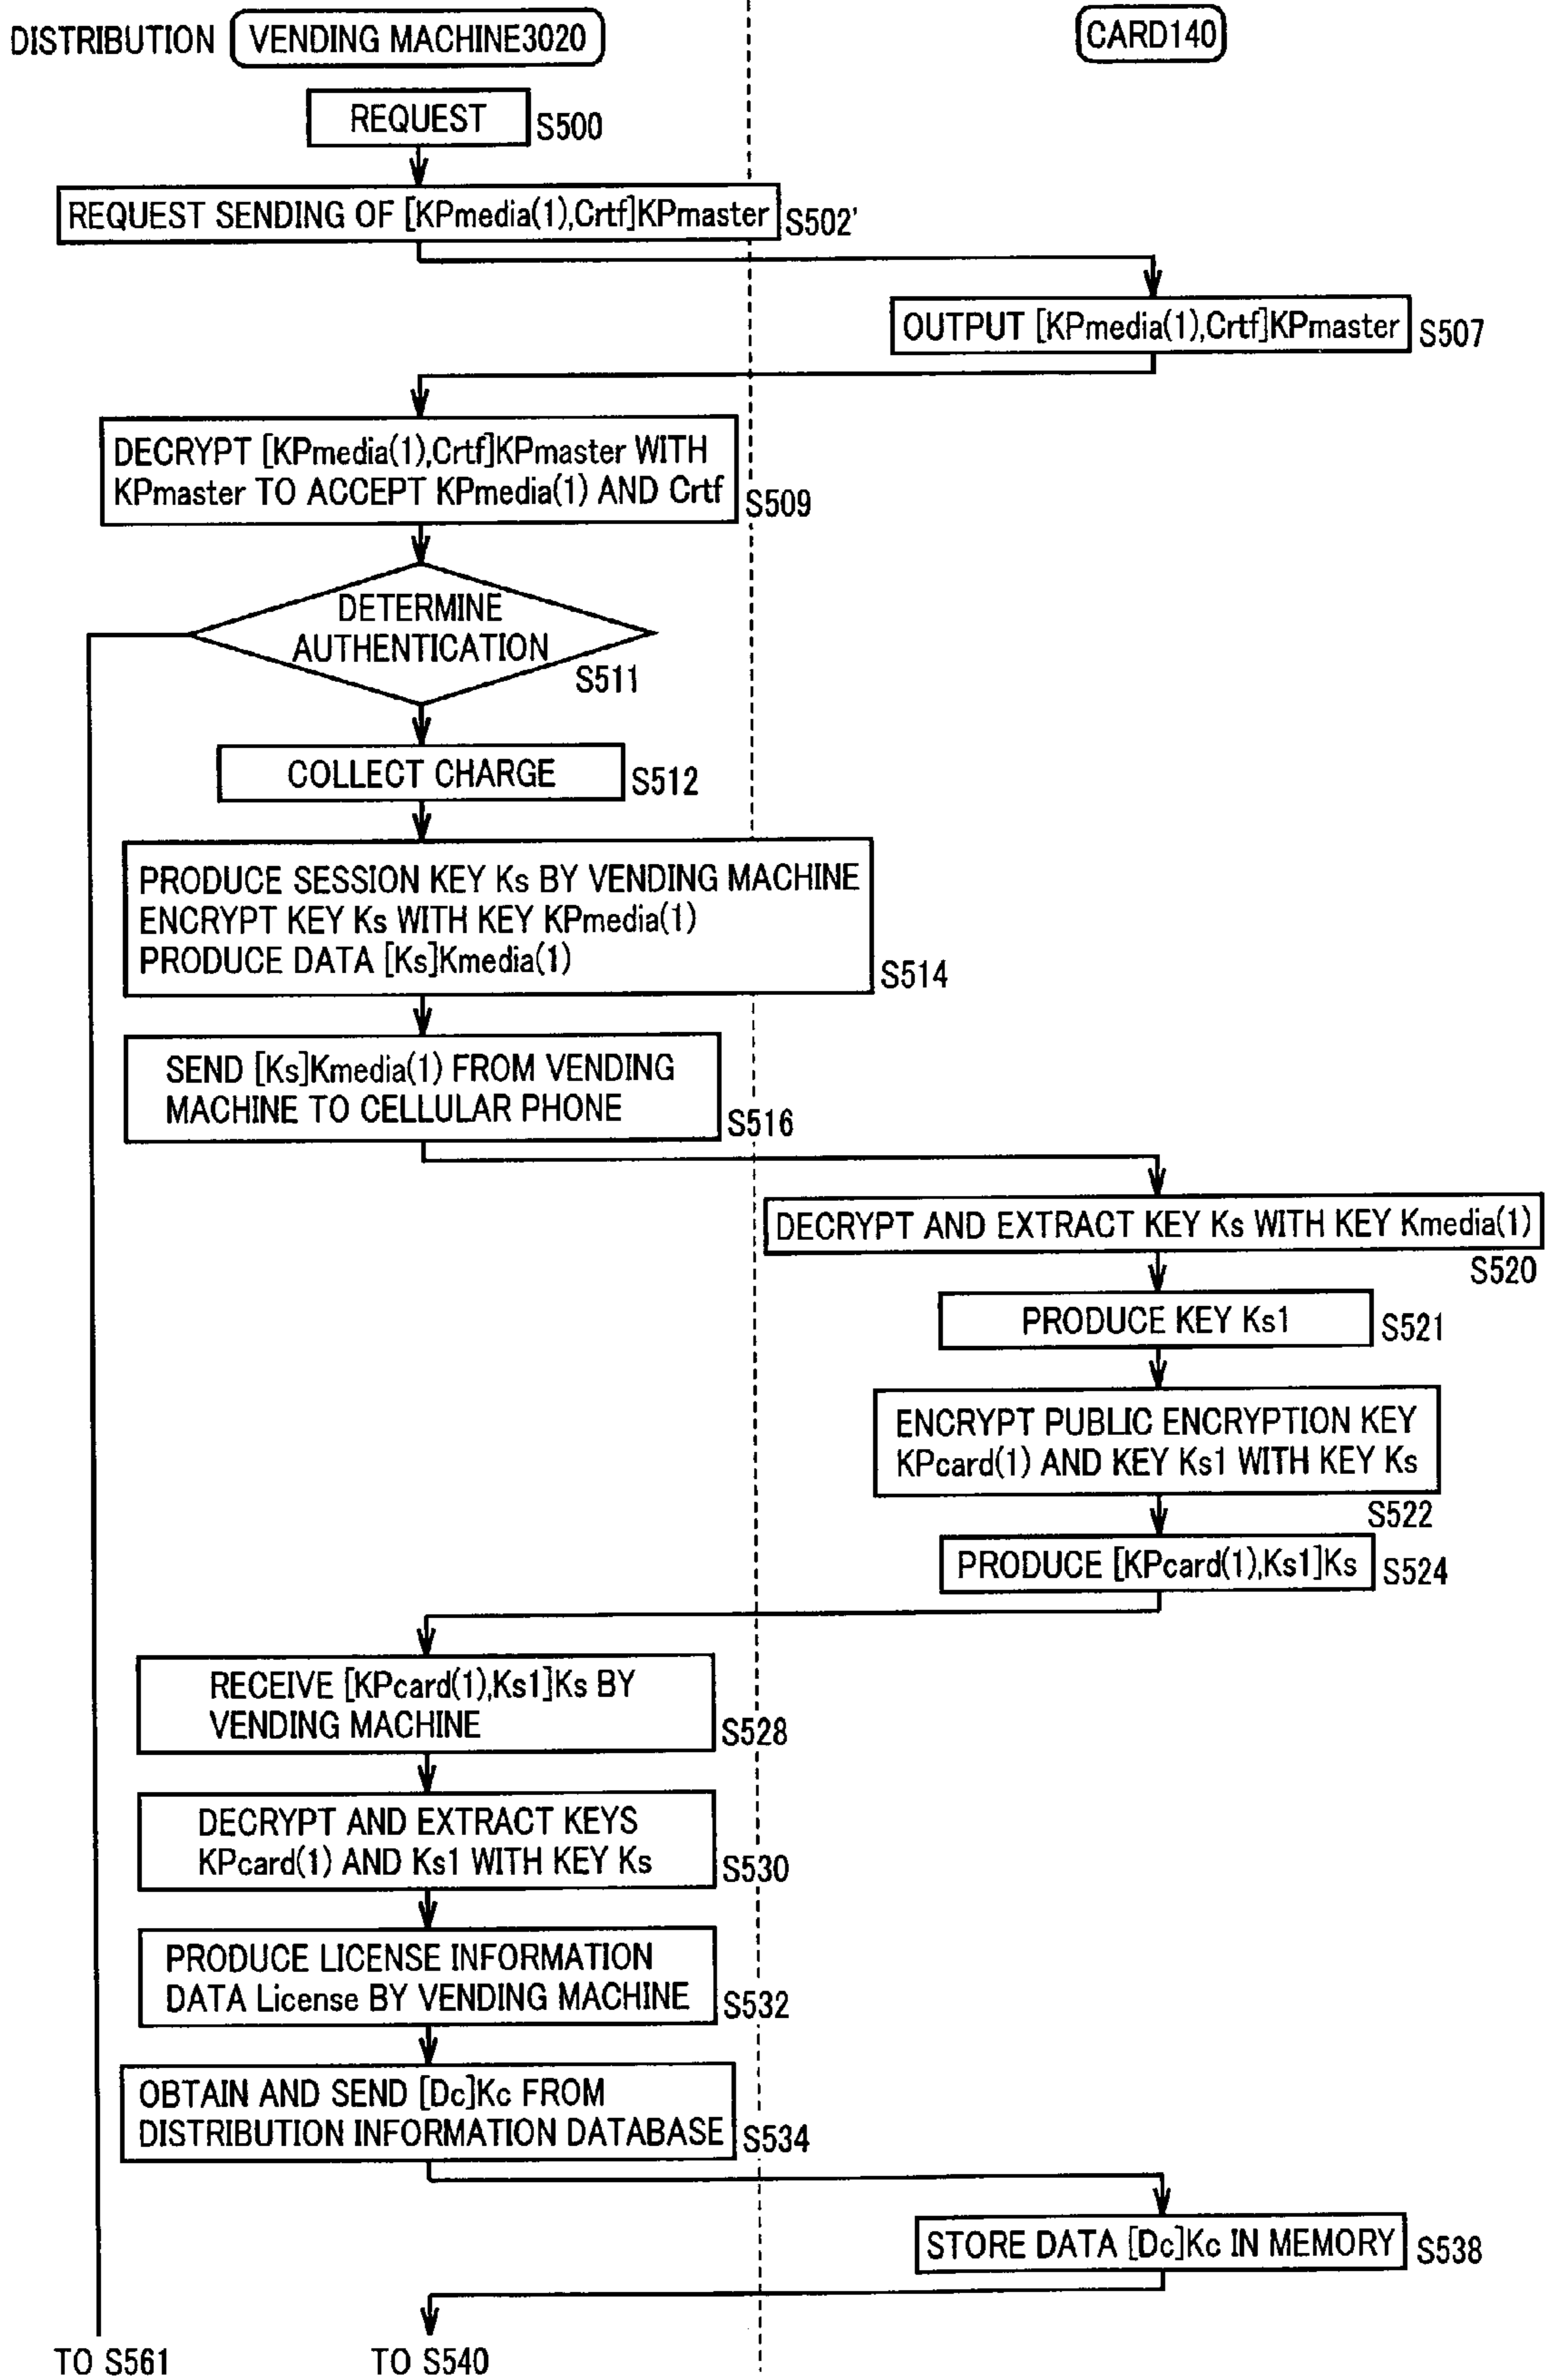 DISTRIBUTION
VENDING MACHINE3020
CARD140
REQUEST
S500
REQUEST SENDING OF [KPmedia(1),Crtf]KPmaster
S502'
OUTPUT [KPmedia(1),Crtf]KPmaster
S507
DECRYPT [KPmedia(1),Crtf]KPmaster WITH
KPmaster TO ACCEPT KPmedia(1) AND Crtf
S509
DETERMINE
AUTHENTICATION
S511
COLLECT CHARGE
S512
PRODUCE SESSION KEY Ks BY VENDING MACHINE
ENCRYPT KEY Ks WITH KEY KPmedia(1)
PRODUCE DATA [Ks]Kmedia(1)
S514
SEND [Ks]Kmedia(1) FROM VENDING
MACHINE TO CELLULAR PHONE
S516
DECRYPT AND EXTRACT KEY Ks WITH KEY Kmedia(1)
S520
PRODUCE KEY Ks1
S521
ENCRYPT PUBLIC ENCRYPTION KEY
KPcard(1) AND KEY Ks1 WITH KEY Ks
S522
PRODUCE [KPcard(1),Ks1]Ks
S524
RECEIVE [KPcard(1),Ks1]Ks BY
VENDING MACHINE
S528
DECRYPT AND EXTRACT KEYS
KPcard(1) AND Ks1 WITH KEY Ks
S530
PRODUCE LICENSE INFORMATION
DATA License BY VENDING MACHINE
S532
OBTAIN AND SEND [Dc]Kc FROM
DISTRIBUTION INFORMATION DATABASE
S534
STORE DATA [Dc]Kc IN MEMORY
S538
TO S561
TO S540